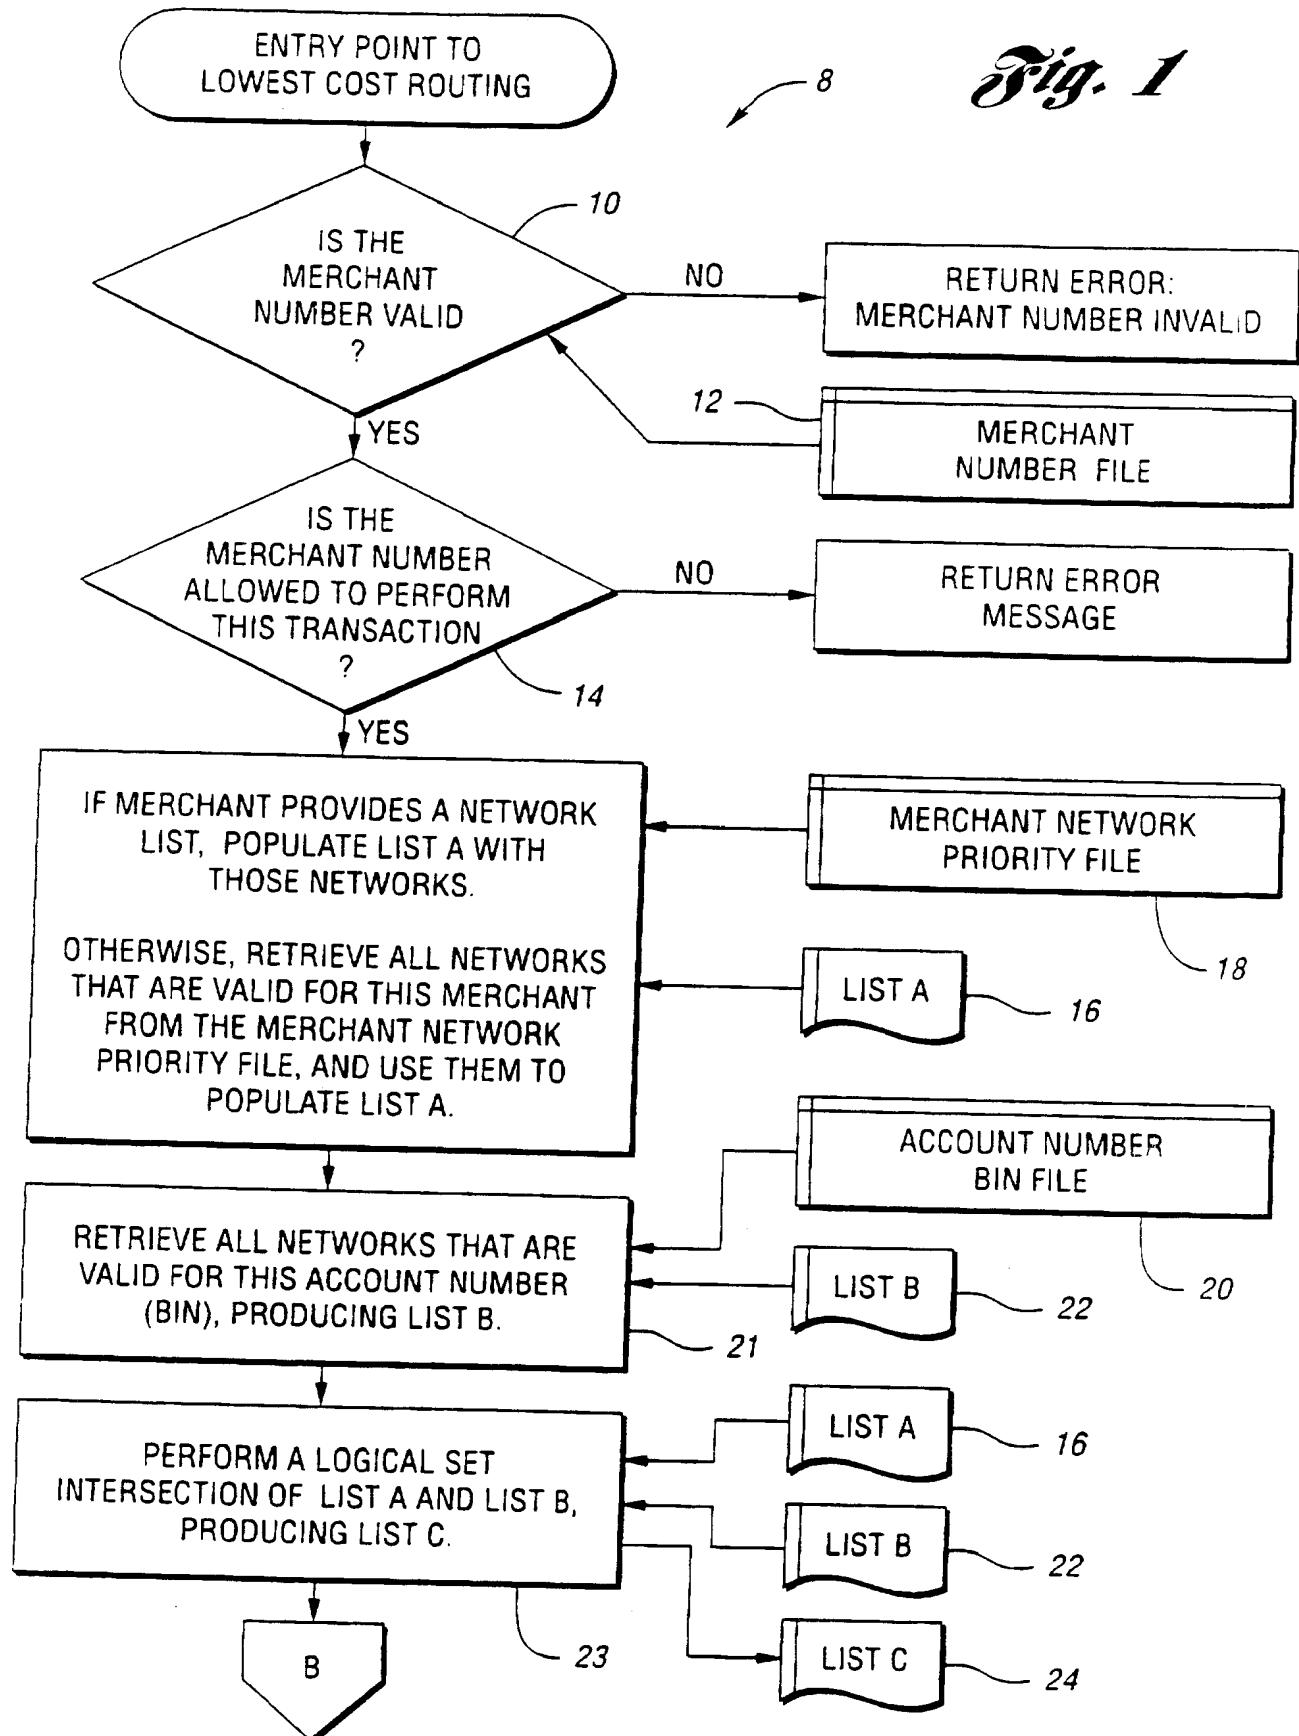 ENTRY POINT TO
LOWEST COST ROUTING
8
Fig. 1
10
IS THE
MERCHANT
NUMBER VALID
?
NO
RETURN ERROR:
MERCHANT NUMBER INVALID
YES
12
MERCHANT
NUMBER FILE
IS THE
MERCHANT NUMBER
ALLOWED TO PERFORM
THIS TRANSACTION
?
NO
RETURN ERROR
MESSAGE
14
YES
IF MERCHANT PROVIDES A NETWORK
LIST, POPULATE LIST A WITH
THOSE NETWORKS.
OTHERWISE, RETRIEVE ALL NETWORKS
THAT ARE VALID FOR THIS MERCHANT
FROM THE MERCHANT NETWORK
PRIORITY FILE, AND USE THEM TO
POPULATE LIST A.
MERCHANT NETWORK
PRIORITY FILE
18
LIST A
16
ACCOUNT NUMBER
BIN FILE
20
RETRIEVE ALL NETWORKS THAT ARE
VALID FOR THIS ACCOUNT NUMBER
(BIN), PRODUCING LIST B.
LIST B
22
21
PERFORM A LOGICAL SET
INTERSECTION OF LIST A AND LIST B,
PRODUCING LIST C.
LIST A
16
LIST B
22
23
LIST C
24
B